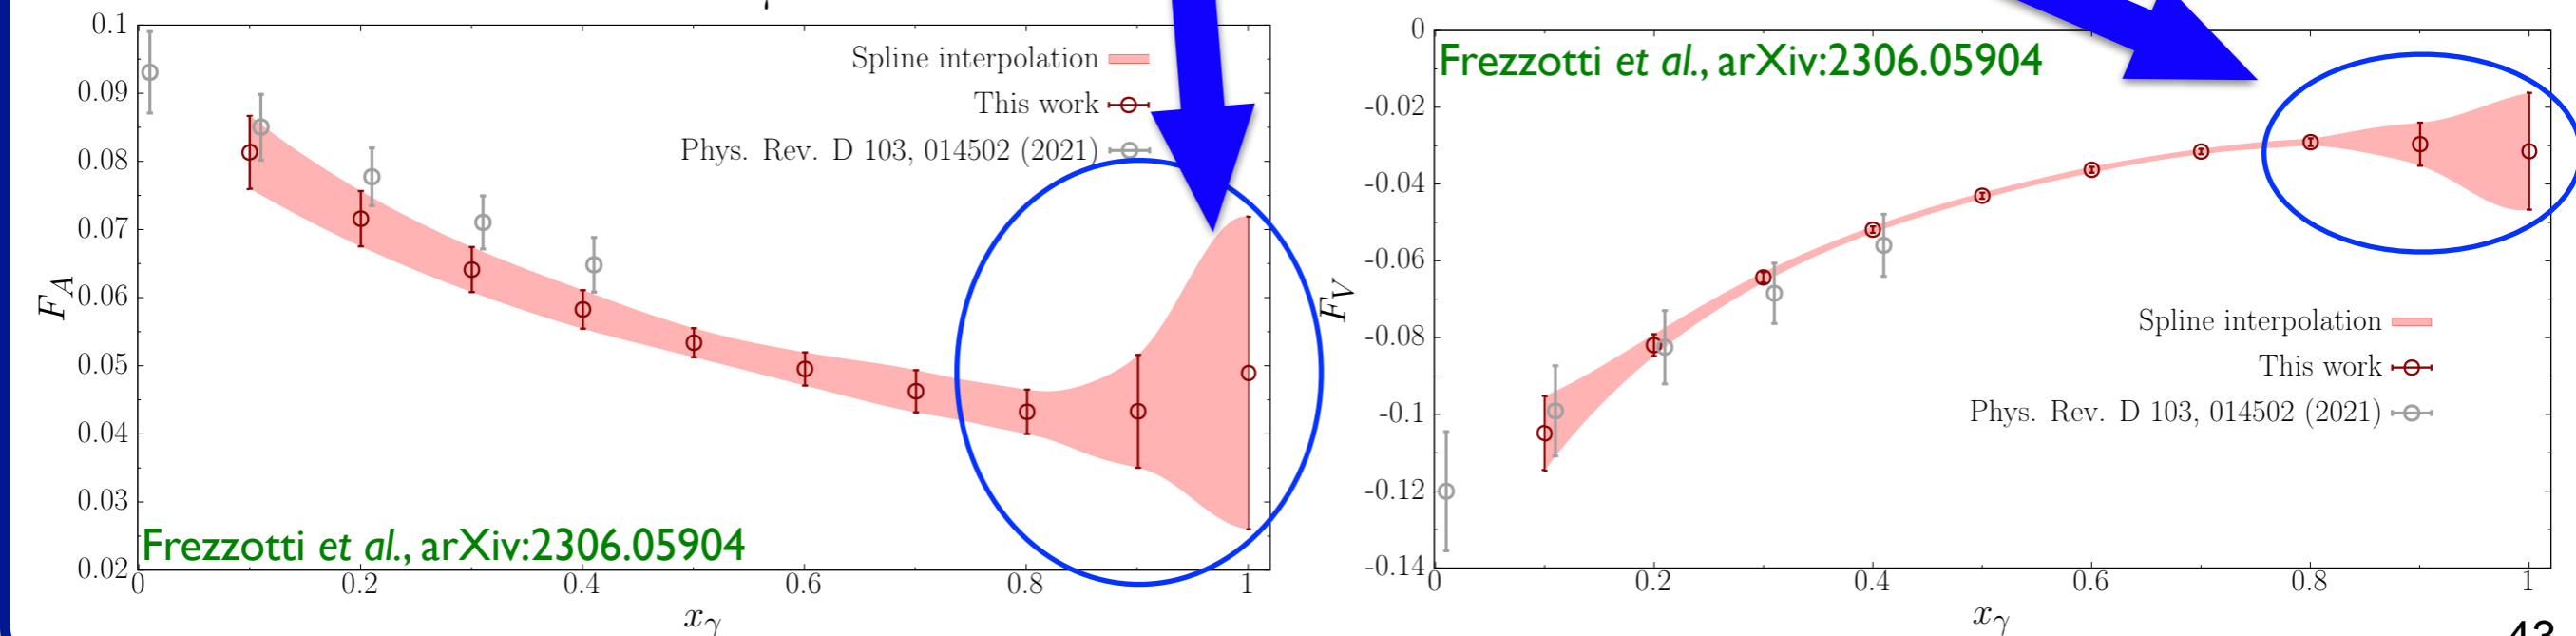 0.1
0.09
0.08
0.07
0.06
0.05
0.04
0.03
0.02
F_A
Spline interpolation
This work
Phys. Rev. D 103, 014502 (2021)
Frezzotti et al., arXiv:2306.05904
0 0.2 0.4 0.6 0.8 1
x_γ
0
-0.02
-0.04
-0.06
-0.08
-0.1
-0.12
-0.14
F_V
Frezzotti et al., arXiv:2306.05904
Spline interpolation
This work
Phys. Rev. D 103, 014502 (2021)
0 0.2 0.4 0.6 0.8 1
x_γ